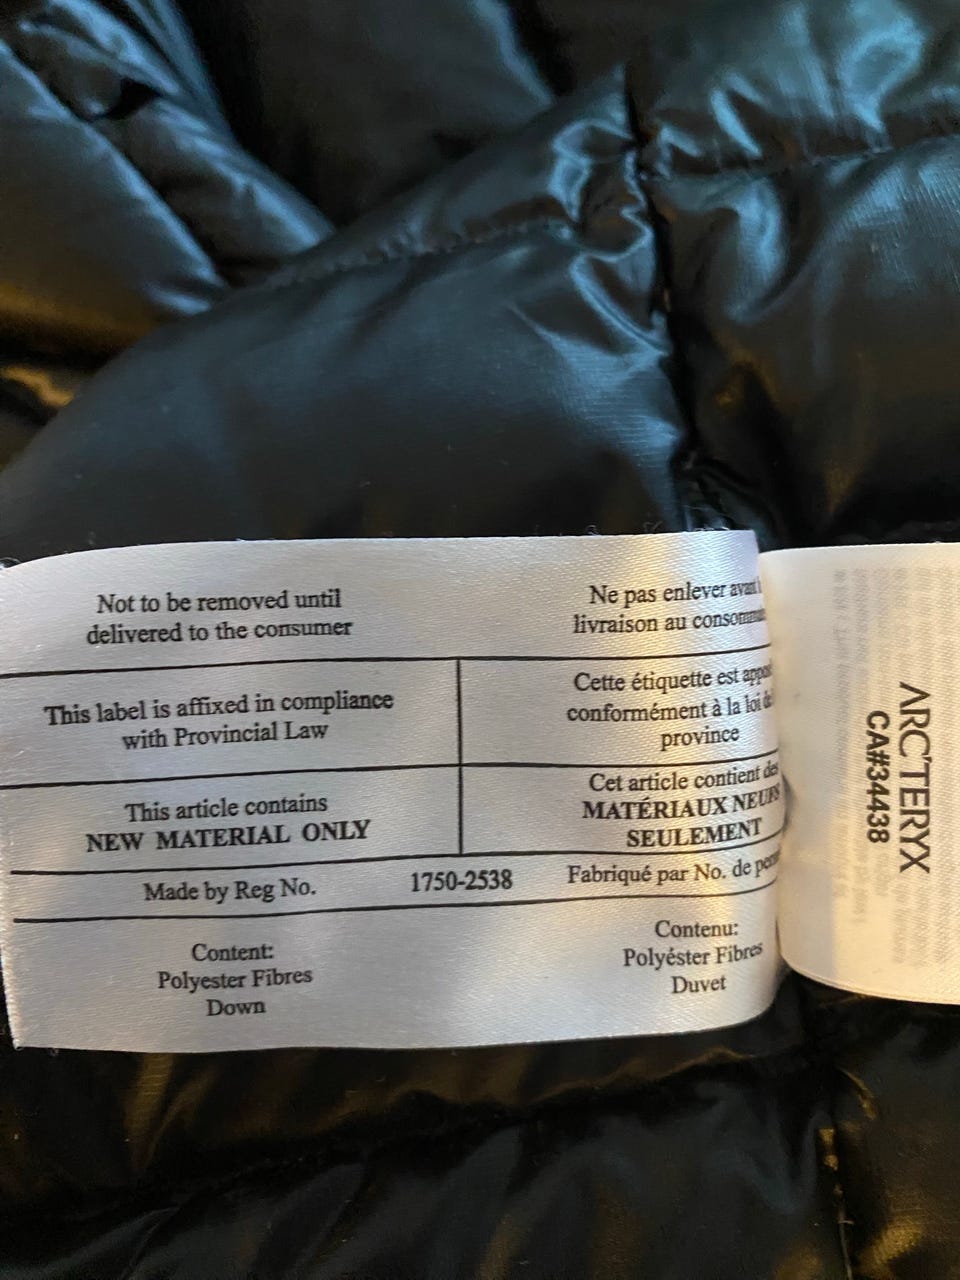 Not to be removed until
delivered to the consumer
Ne pas enlever avant
livraison au
This label is affixed in compliance
with Provincial Law
Cette étiquette est
conformément à la loi
province
This article contains
NEW MATERIAL ONLY
Cet article contient des
MATÉRIAUX NEUFS
SEULEMENT
Made by Reg No.
1750-2538
Fabriqué par No. de
Content:
Polyester Fibres
Down
Contenu:
Polyéster Fibres
Duvet
ARC'TERYX
CA#34438